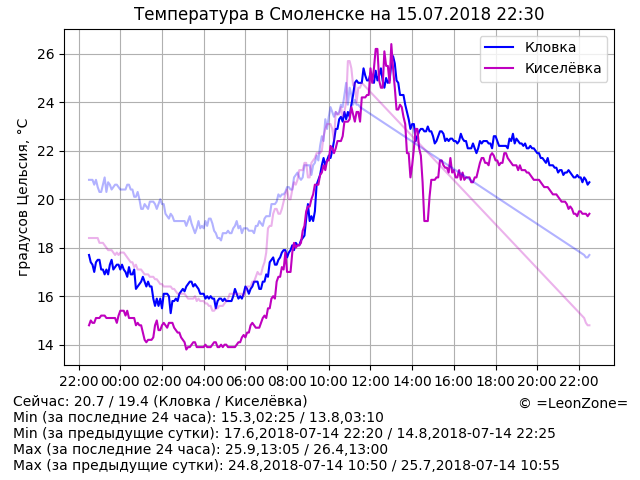 Температура в Смоленске на 15.07.2018 22:30
градусов Цельсия, °C
26
24
22
20
18
16
14
Кловка
Киселёвка
22:00 00:00 02:00 04:00 06:00 08:00 10:00 12:00 14:00 16:00 18:00 20:00 22:00
Сейчас: 20.7 / 19.4 (Кловка / Киселёвка)
© =LeonZone=
Min (за последние 24 часа): 15.3,02:25 / 13.8,03:10
Min (за предыдущие сутки): 17.6,2018-07-14 22:20 / 14.8,2018-07-14 22:25
Max (за последние 24 часа): 25.9,13:05 / 26.4,13:00
Max (за предыдущие сутки): 24.8,2018-07-14 10:50 / 25.7,2018-07-14 10:55